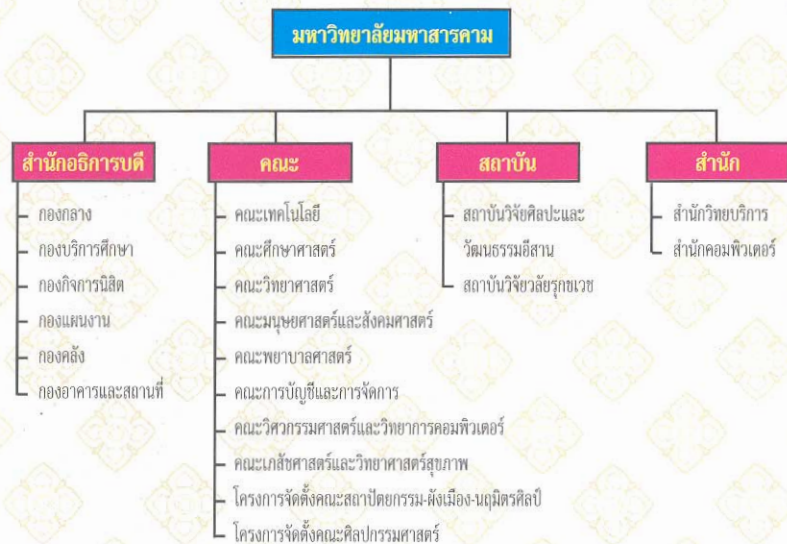 มหาวิทยาลัยมหาสารคาม
สำนักอธิการบดี
กองกลาง
กองบริการศึกษา
กองกิจการนิสิต
กองแผนงาน
กองคลัง
กองอาคารและสถานที่
คณะ
คณะเทคโนโลยี
คณะศึกษาศาสตร์
คณะวิทยาศาสตร์
คณะมนุษยศาสตร์และสังคมศาสตร์
คณะพยาบาลศาสตร์
คณะการบัญชีและการจัดการ
คณะวิศวกรรมศาสตร์และวิทยาการคอมพิวเตอร์
คณะเภสัชศาสตร์และวิทยาศาสตร์สุขภาพ
โครงการจัดตั้งคณะสถาปัตยกรรม-ผังเมือง-นฤมิตรศิลป์
โครงการจัดตั้งคณะศิลปกรรมศาสตร์
สถาบัน
สถาบันวิจัยศิลปะและ
วัฒนธรรมอีสาน
สถาบันวิจัยวลัยรุกขเวช
สำนัก
สำนักวิทยบริการ
สำนักคอมพิวเตอร์